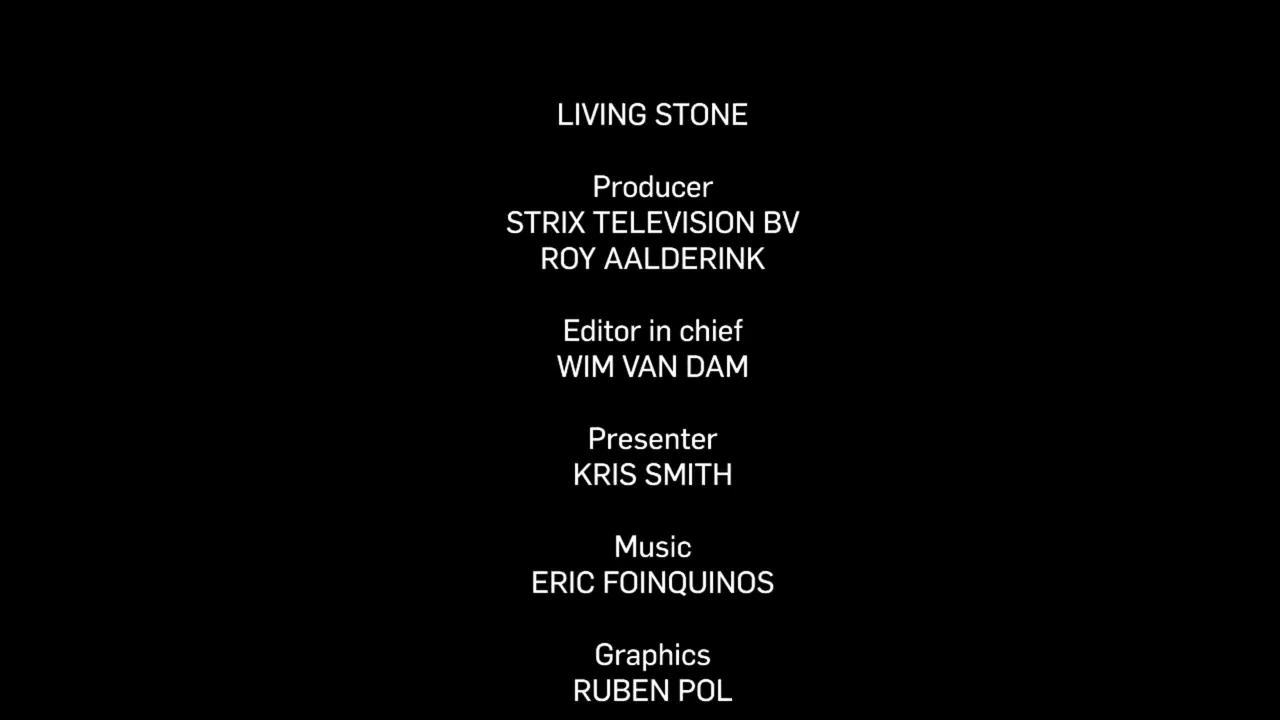 LIVING STONE
Producer
STRIX TELEVISION BV
ROY AALDERINK
Editor in chief
WIM VAN DAM
Presenter
KRIS SMITH
Music
ERIC FOINQUINOS
Graphics
RUBEN POL